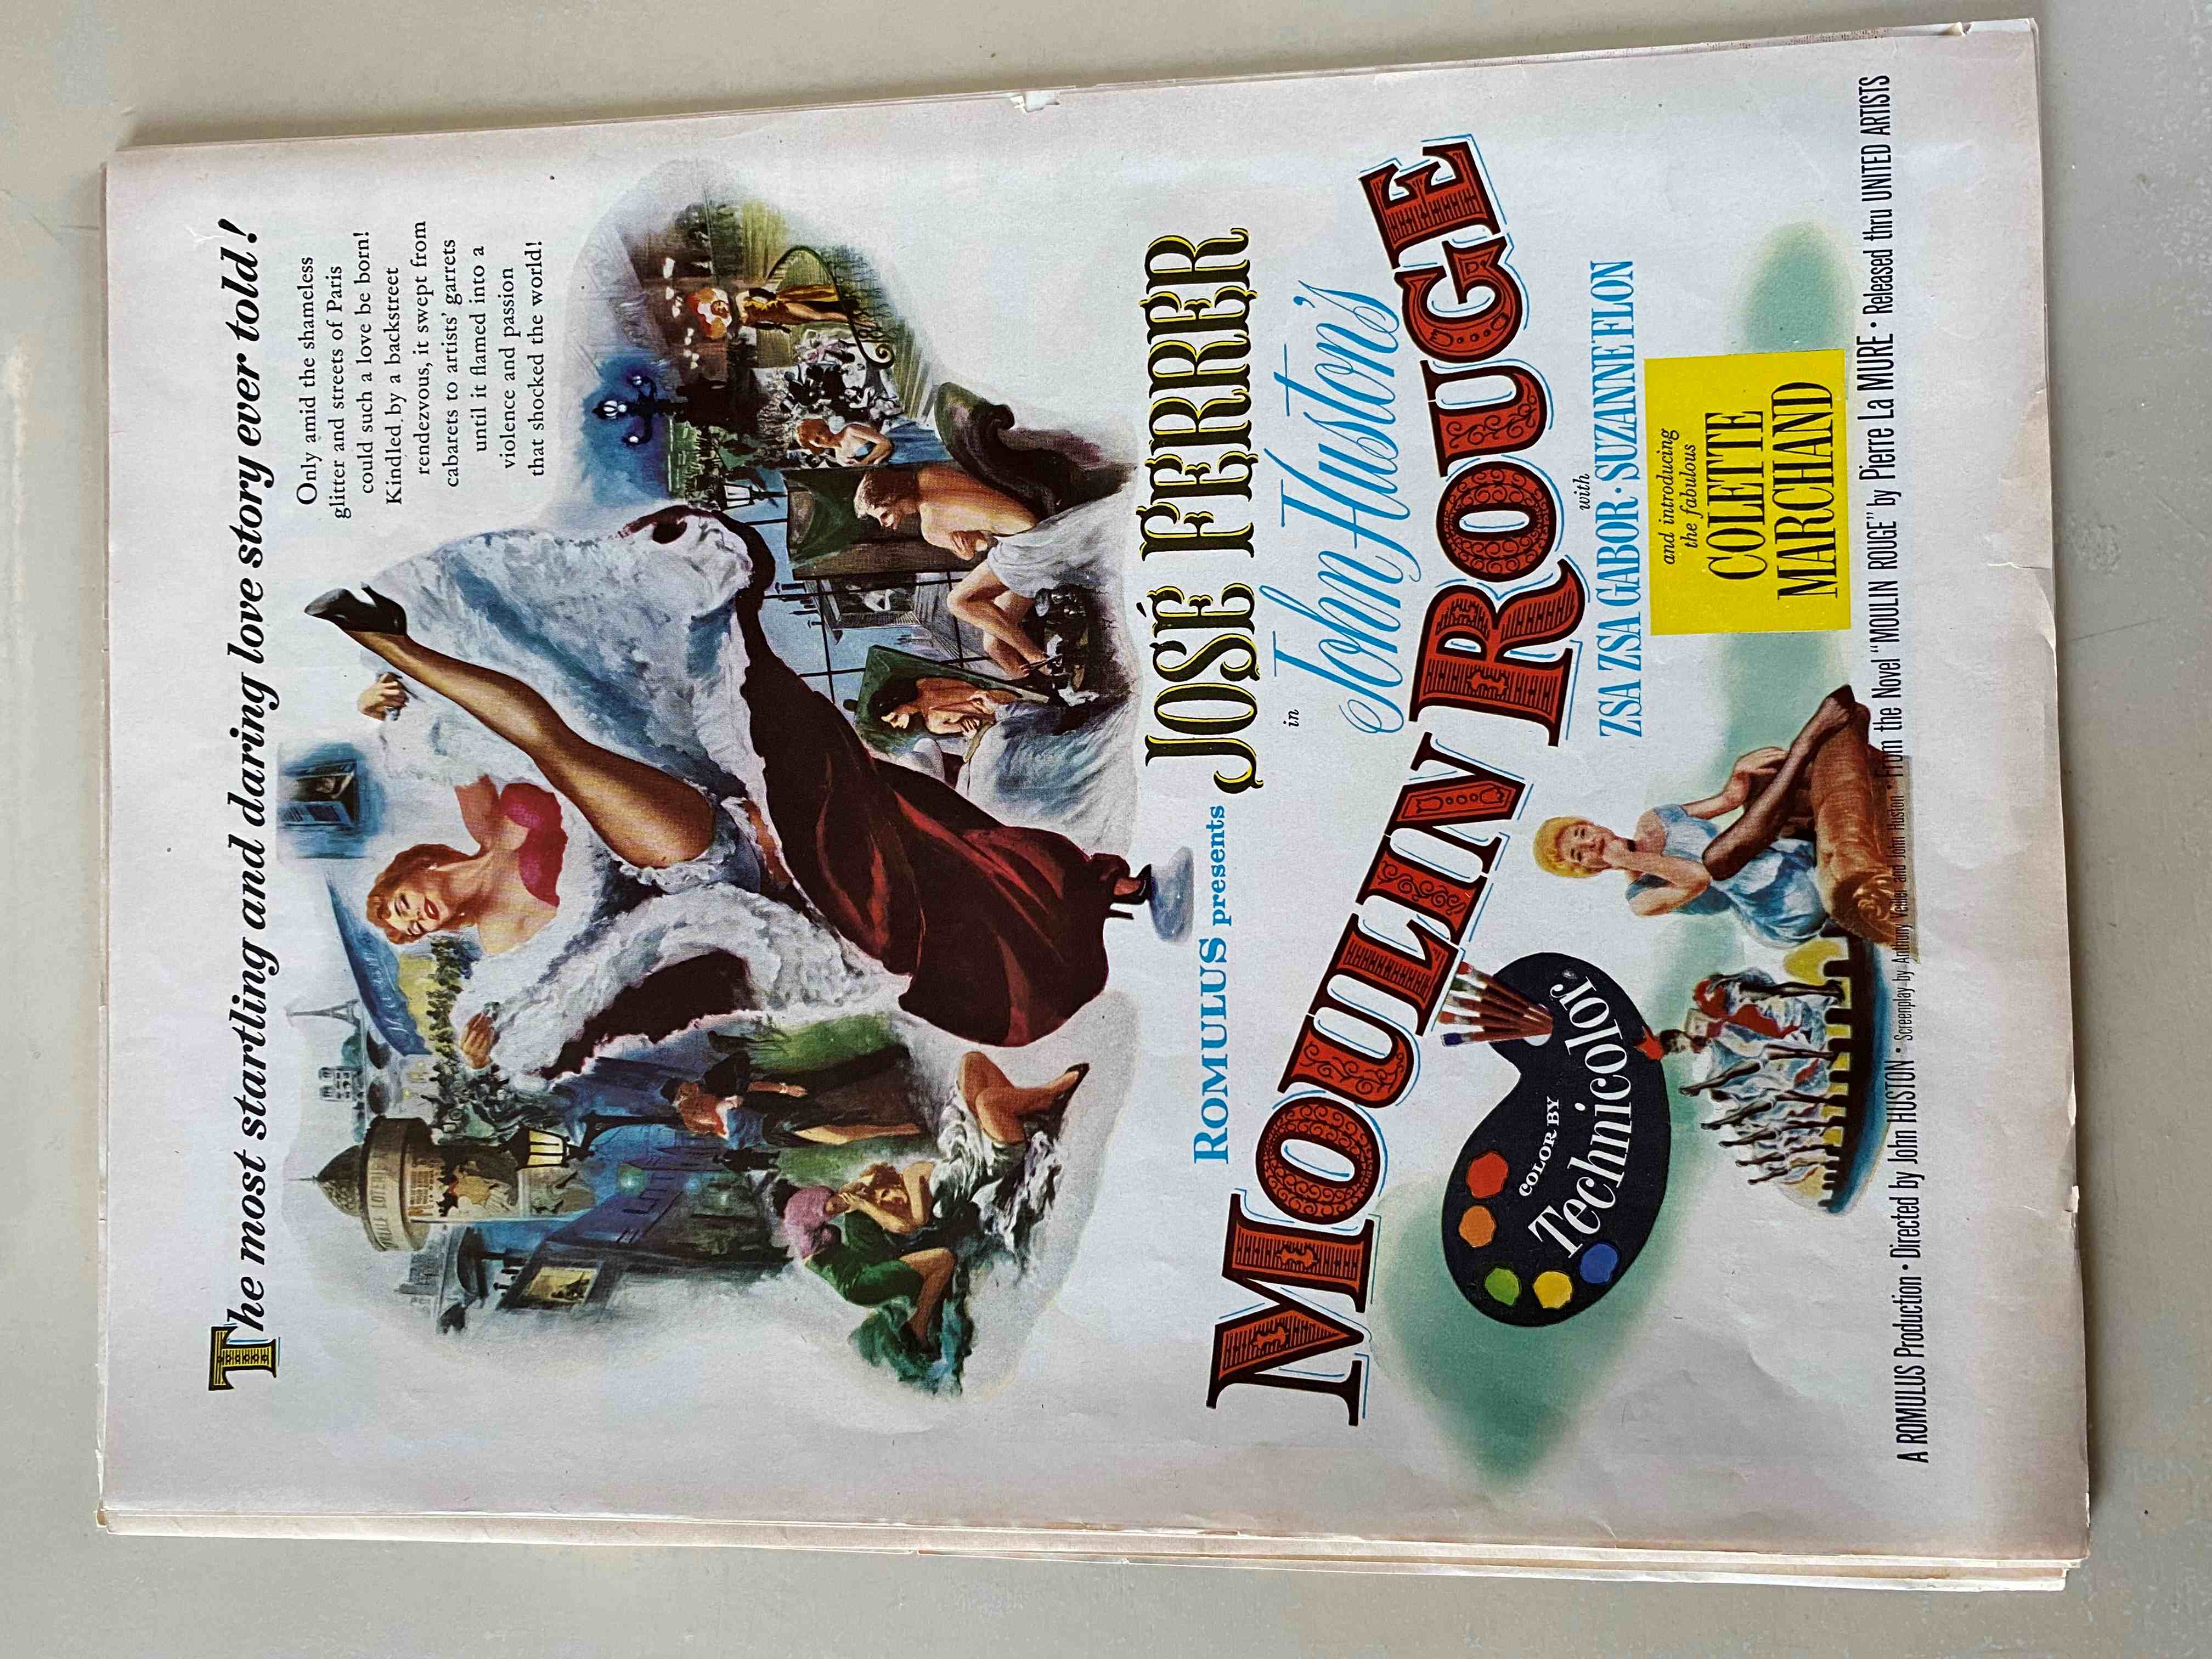 The most startling and daring love story ever told!
Only amid the shameless
glitter and streets of Paris
could such a love be born!
Kindled by a backstreet
rendezvous, it swept from
cabarets to artists' garrets
until it flamed into a
violence and passion
that shocked the world!
ROMULUS presents
JOSÉ FERRER
in
John Huston's
MOULIN ROUGE
with
ZSA ZSA GABOR · SUZANNE FLON
and introducing
the fabulous
COLETTE
MARCHAND
COLOR BY
Technicolor
A ROMULUS Production • Directed by John HUSTON • Screenplay by Anthony Veiller and John Huston • From the Novel "MOULIN ROUGE" by Pierre La MURE • Released thru UNITED ARTISTS